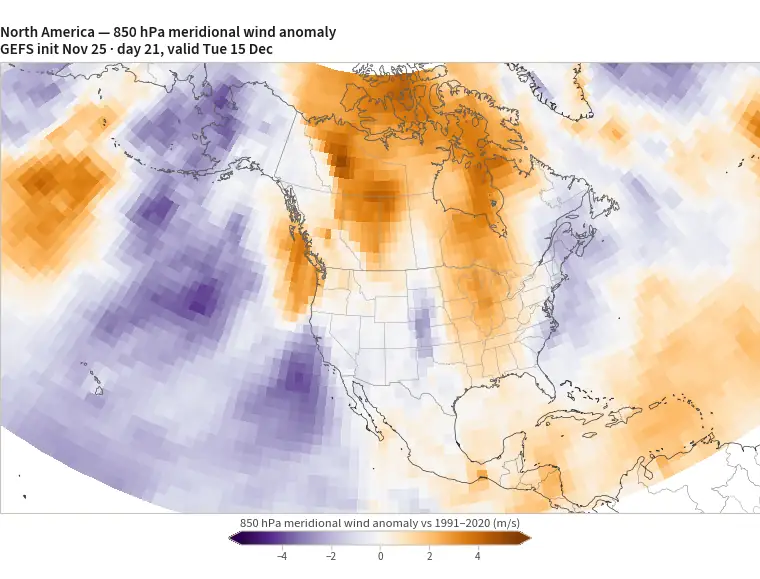 North America — 850 hPa meridional wind anomaly
GEFS init Nov 25 · day 21, valid Tue 15 Dec
850 hPa meridional wind anomaly vs 1991–2020 (m/s)
−4 −2 0 2 4